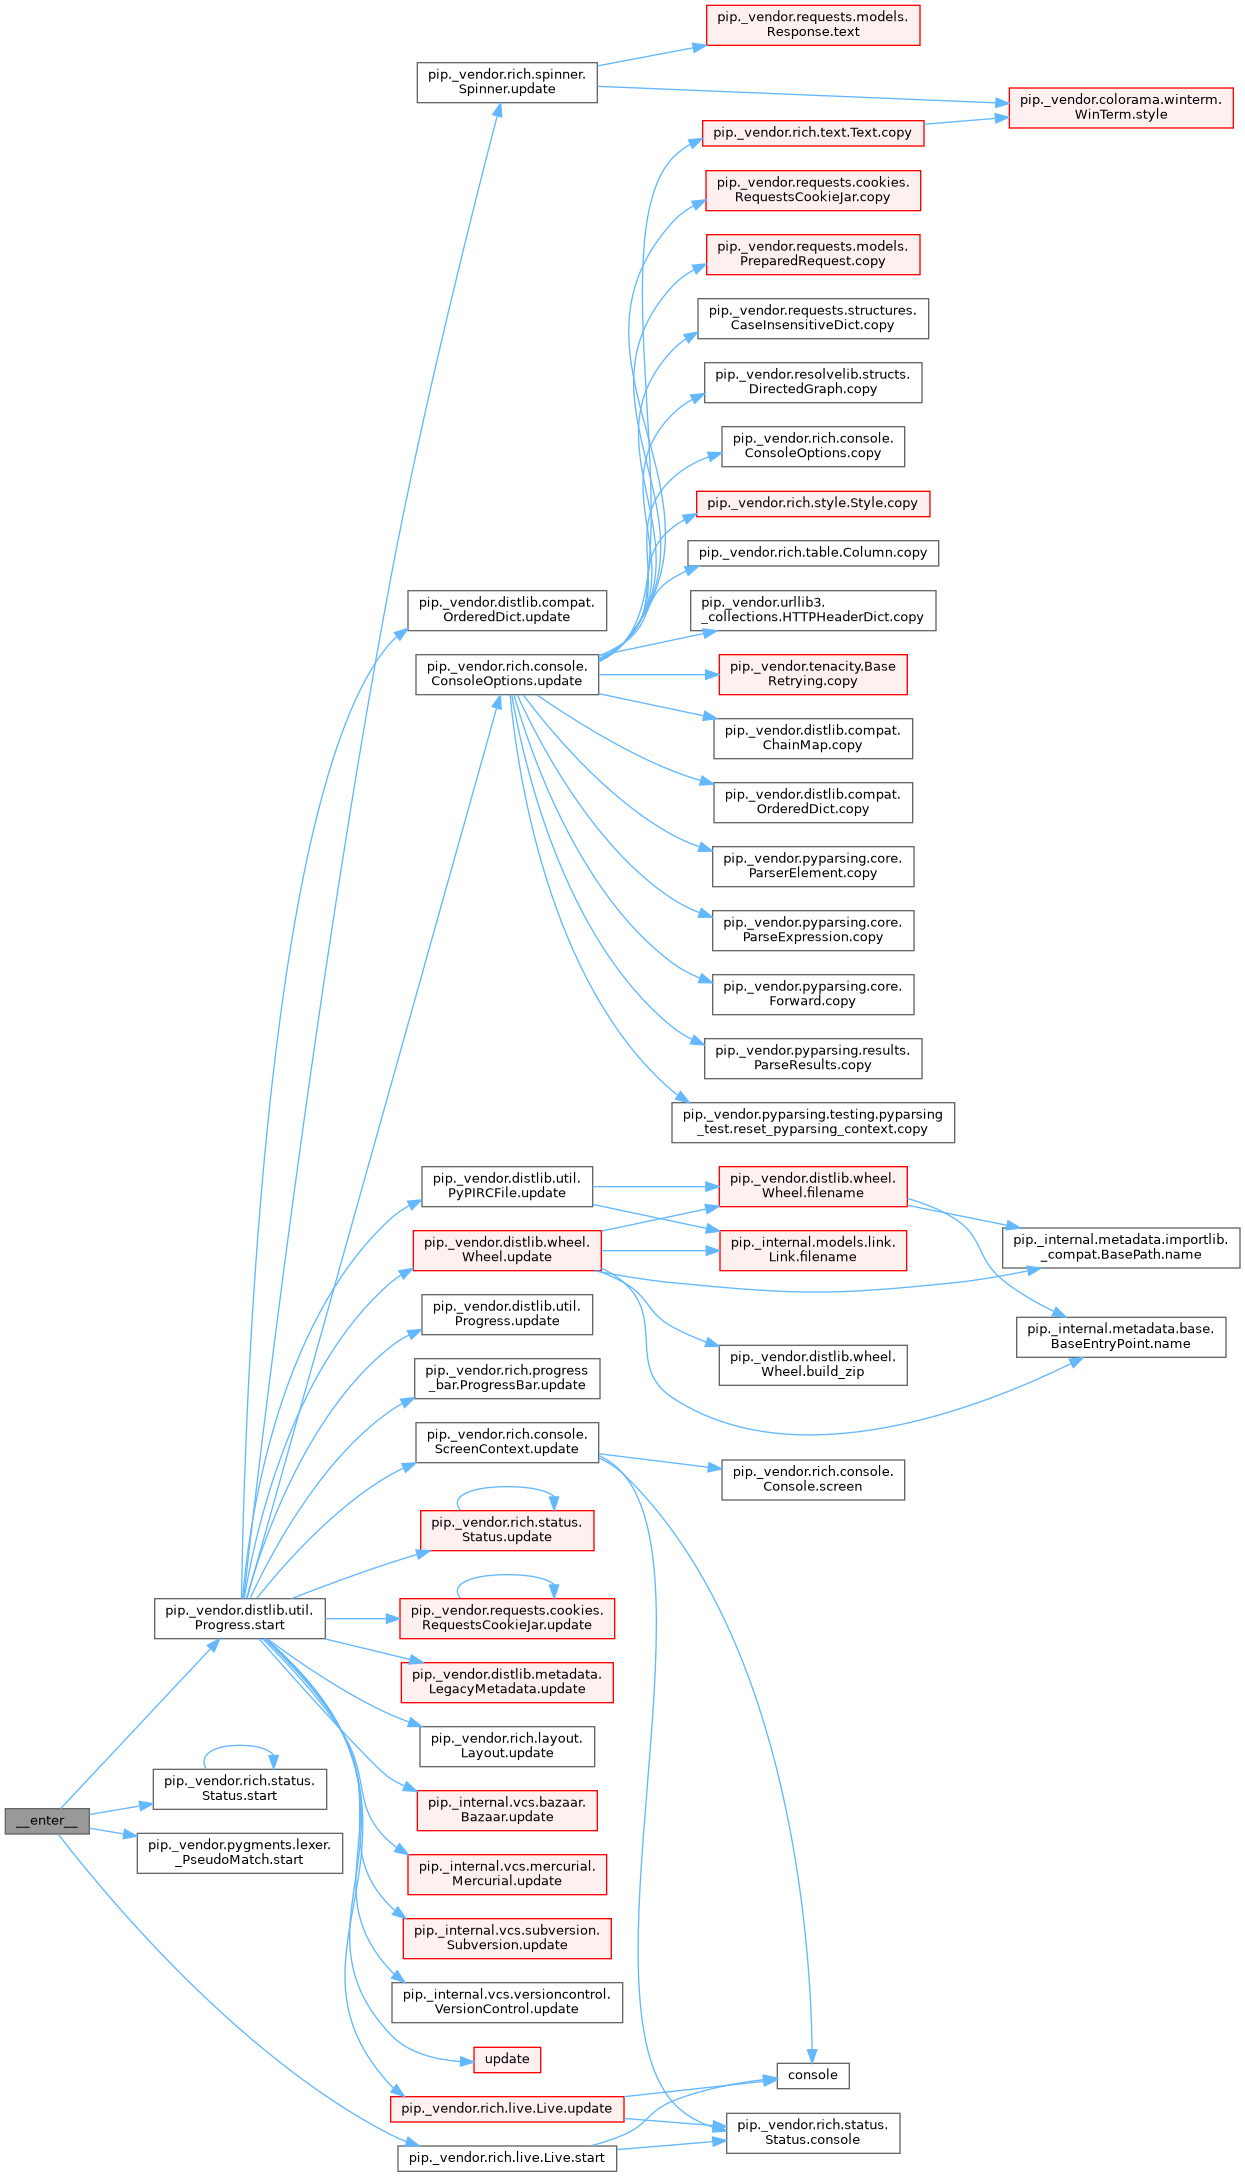 pip._vendor.requests.models.
Response.text
pip._vendor.rich.spinner.
Spinner.update
pip._vendor.colorama.winterm.
WinTerm.style
pip._vendor.rich.text.Text.copy
pip._vendor.requests.cookies.
RequestsCookieJar.copy
pip._vendor.requests.models.
PreparedRequest.copy
pip._vendor.requests.structures.
CaseInsensitiveDict.copy
pip._vendor.resolvelib.structs.
DirectedGraph.copy
pip._vendor.rich.console.
ConsoleOptions.copy
pip._vendor.rich.style.Style.copy
pip._vendor.rich.table.Column.copy
pip._vendor.distlib.compat.
OrderedDict.update
pip._vendor.urllib3.
_collections.HTTPHeaderDict.copy
pip._vendor.rich.console.
ConsoleOptions.update
pip._vendor.tenacity.Base
Retrying.copy
pip._vendor.distlib.compat.
ChainMap.copy
pip._vendor.distlib.compat.
OrderedDict.copy
pip._vendor.pyparsing.core.
ParserElement.copy
pip._vendor.pyparsing.core.
ParseExpression.copy
pip._vendor.pyparsing.core.
Forward.copy
pip._vendor.pyparsing.results.
ParseResults.copy
pip._vendor.pyparsing.testing.pyparsing
_test.reset_pyparsing_context.copy
pip._vendor.distlib.util.
PyPIRCFile.update
pip._vendor.distlib.wheel.
Wheel.filename
pip._vendor.distlib.wheel.
Wheel.update
pip._internal.models.link.
Link.filename
pip._internal.metadata.importlib.
_compat.BasePath.name
pip._vendor.distlib.util.
Progress.update
pip._internal.metadata.base.
BaseEntryPoint.name
pip._vendor.distlib.wheel.
Wheel.build_zip
pip._vendor.rich.progress
_bar.ProgressBar.update
pip._vendor.rich.console.
ScreenContext.update
pip._vendor.rich.console.
Console.screen
pip._vendor.rich.status.
Status.update
pip._vendor.distlib.util.
Progress.start
pip._vendor.requests.cookies.
RequestsCookieJar.update
pip._vendor.distlib.metadata.
LegacyMetadata.update
pip._vendor.rich.layout.
Layout.update
pip._vendor.rich.status.
Status.start
pip._internal.vcs.bazaar.
Bazaar.update
__enter__
pip._vendor.pygments.lexer.
_PseudoMatch.start
pip._internal.vcs.mercurial.
Mercurial.update
pip._internal.vcs.subversion.
Subversion.update
pip._internal.vcs.versioncontrol.
VersionControl.update
update
console
pip._vendor.rich.live.Live.update
pip._vendor.rich.status.
Status.console
pip._vendor.rich.live.Live.start